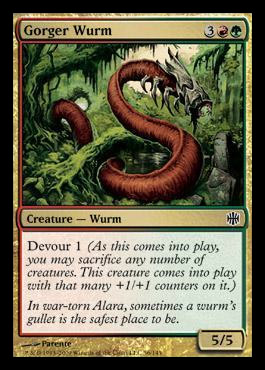 Gorger Wurm 3
Creature — Wurm
Devour 1 (As this comes into play,
you may sacrifice any number of
creatures. This creature comes into play
with that many +1/+1 counters on it.)
In war-torn Alara, sometimes a wurm's
gullet is the safest place to be.
Parente
5/5